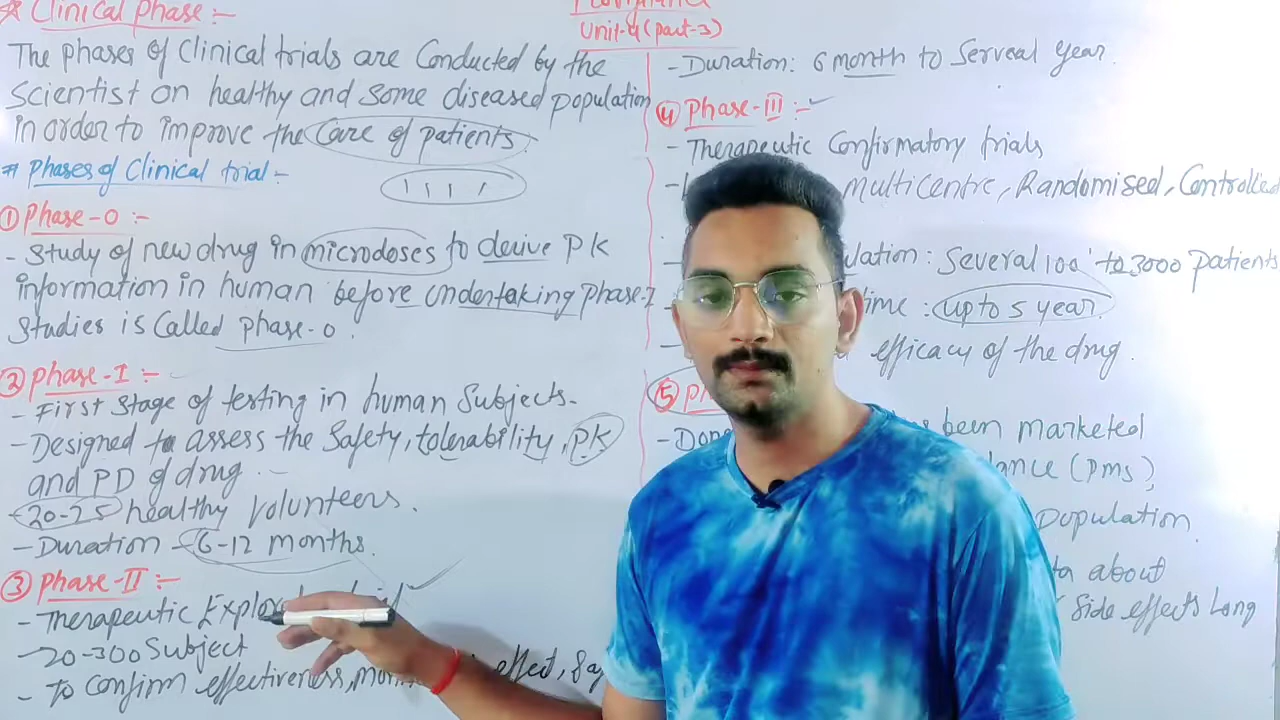 ☆ Clinical phase :-
The phases of Clinical trials are Conducted by the
Scientist on healthy and some diseased population
in order to improve the Care of patients.
# Phases of Clinical trial :-
① Phase-0 :-
- Study of new drug in microdoses to derive PK
information in human before undertaking phase-I
Studies is Called phase-0.
② Phase-I :-
- First stage of testing in human Subjects.
- Designed to assess the Safety, tolerability, PK
and PD of drug.
- 20-25 healthy Volunteers.
- Duration - 6-12 months.
③ Phase-II :-
- Therapeutic
- 20-300 Subject
- To Confirm effectiveness, effect,
Unit-4 (part-3)
- Duration: 6 month to Serveal year.
④ Phase-III :-
- Therapeutic Confirmatory trials
- Multicentre, Randomised, Controlled
: Several 100 to 3000 patients
: upto 5 year.
- efficacy of the drug.
⑤
- been marketed
(PMS)
Population
about
Side effects Long